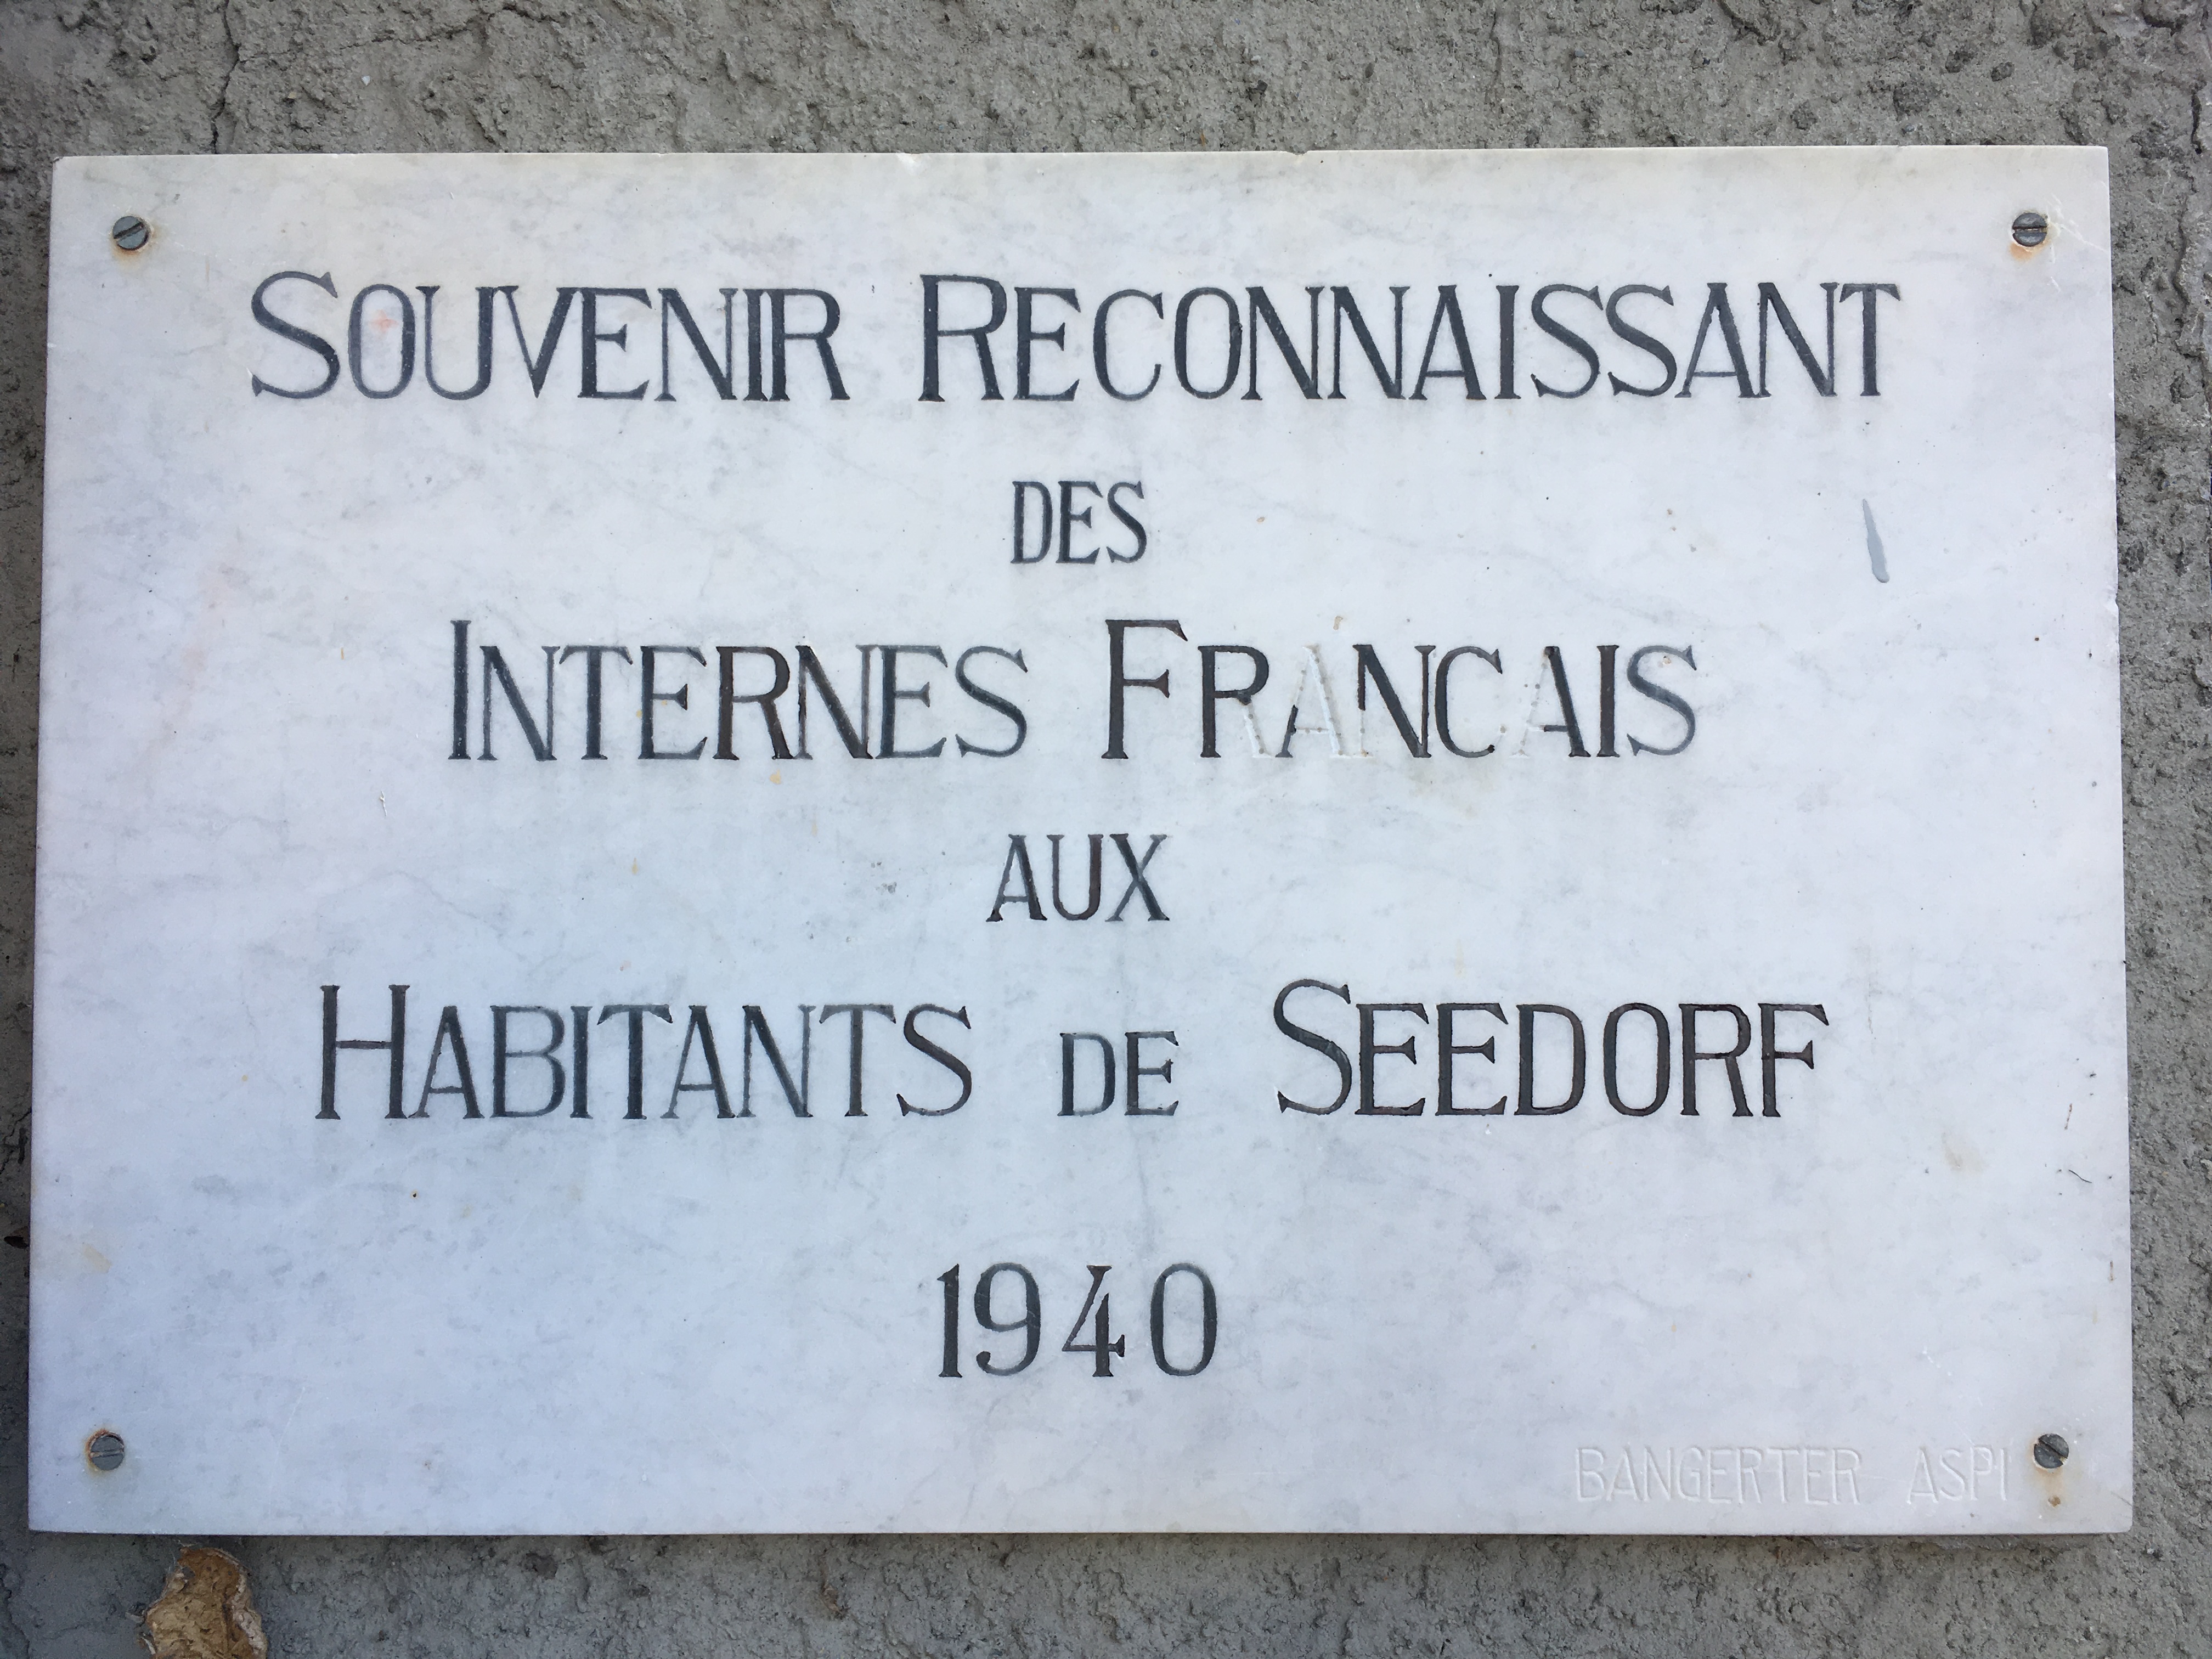 SOUVENIR RECONNAISSANT
DES
INTERNES FRANCAIS
AUX
HABITANTS DE SEEDORF
1940
BANGERTER ASPI